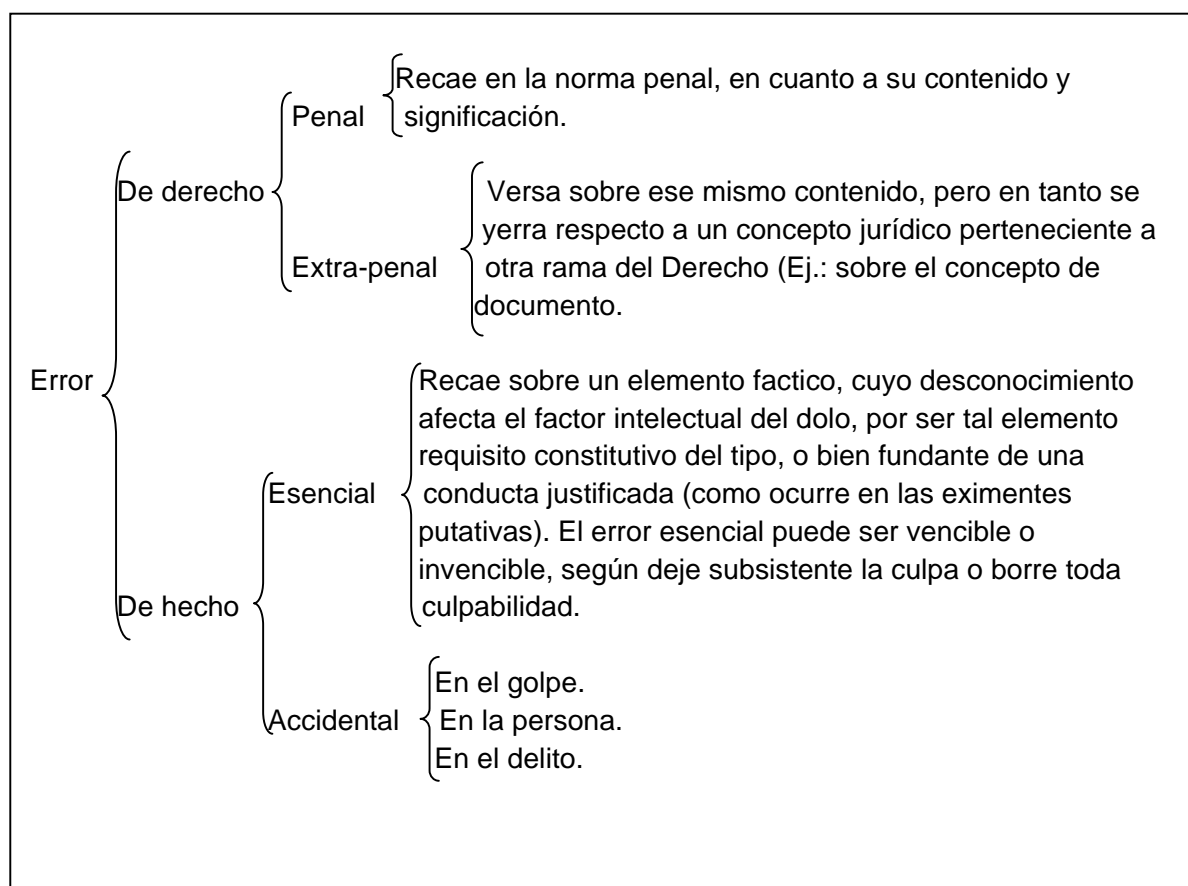 Error
De derecho
Penal
Recae en la norma penal, en cuanto a su contenido y
significación.
Extra-penal
Versa sobre ese mismo contenido, pero en tanto se
yerra respecto a un concepto jurídico perteneciente a
otra rama del Derecho (Ej.: sobre el concepto de
documento.
De hecho
Esencial
Recae sobre un elemento factico, cuyo desconocimiento
afecta el factor intelectual del dolo, por ser tal elemento
requisito constitutivo del tipo, o bien fundante de una
conducta justificada (como ocurre en las eximentes
putativas). El error esencial puede ser vencible o
invencible, según deje subsistente la culpa o borre toda
culpabilidad.
Accidental
En el golpe.
En la persona.
En el delito.